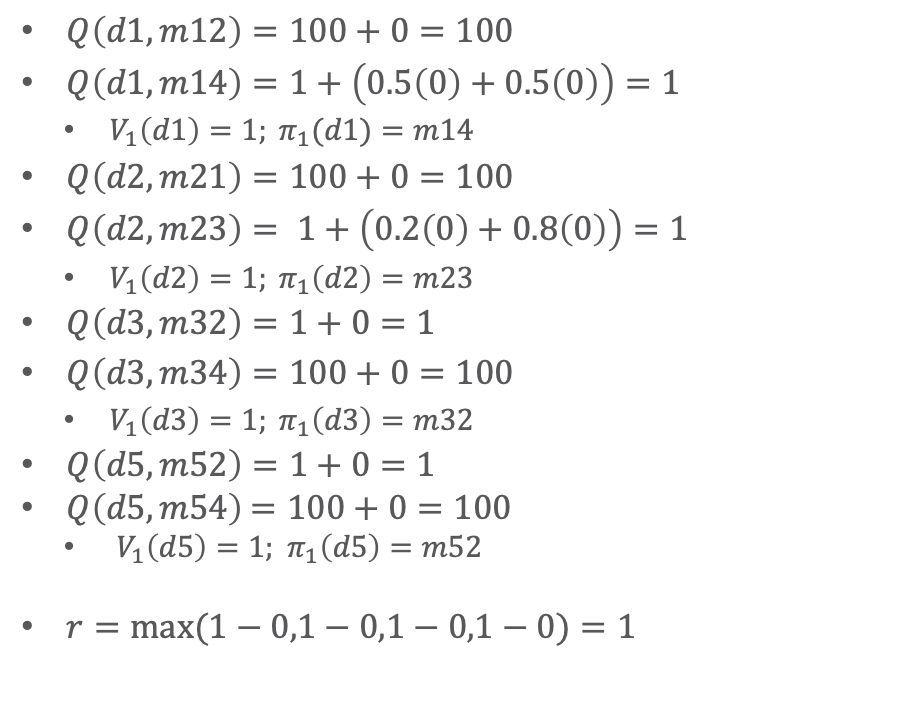 • Q(d1,m12) = 100 + 0 = 100
• Q(d1,m14) = 1 + (0.5(0) + 0.5(0)) = 1
• V₁(d1) = 1; π₁(d1) = m14
• Q(d2,m21) = 100 + 0 = 100
• Q(d2,m23) = 1 + (0.2(0) + 0.8(0)) = 1
• V₁(d2) = 1; π₁(d2) = m23
• Q(d3,m32) = 1 + 0 = 1
• Q(d3,m34) = 100 + 0 = 100
• V₁(d3) = 1; π₁(d3) = m32
• Q(d5,m52) = 1 + 0 = 1
• Q(d5,m54) = 100 + 0 = 100
• V₁(d5) = 1; π₁(d5) = m52
• r = max(1 − 0,1 − 0,1 − 0,1 − 0) = 1